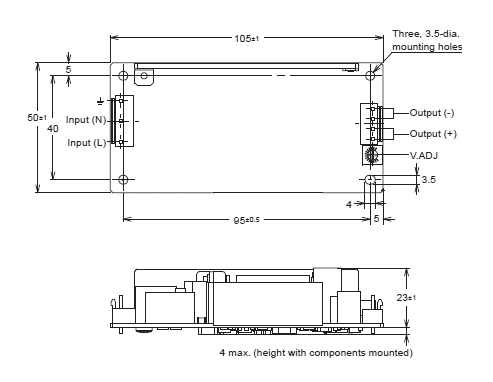 105±1
Three, 3.5-dia.
mounting holes
5
50±1
40
Input (N)
Input (L)
Output (-)
Output (+)
V.ADJ
3.5
4
5
95±0.5
23±1
4 max. (height with components mounted)